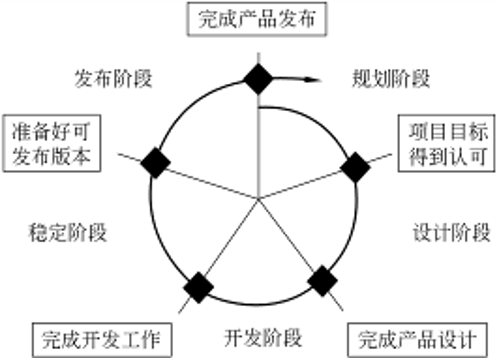 完成产品发布
发布阶段
规划阶段
准备好可
发布版本
项目目标
得到认可
稳定阶段
设计阶段
完成开发工作
开发阶段
完成产品设计